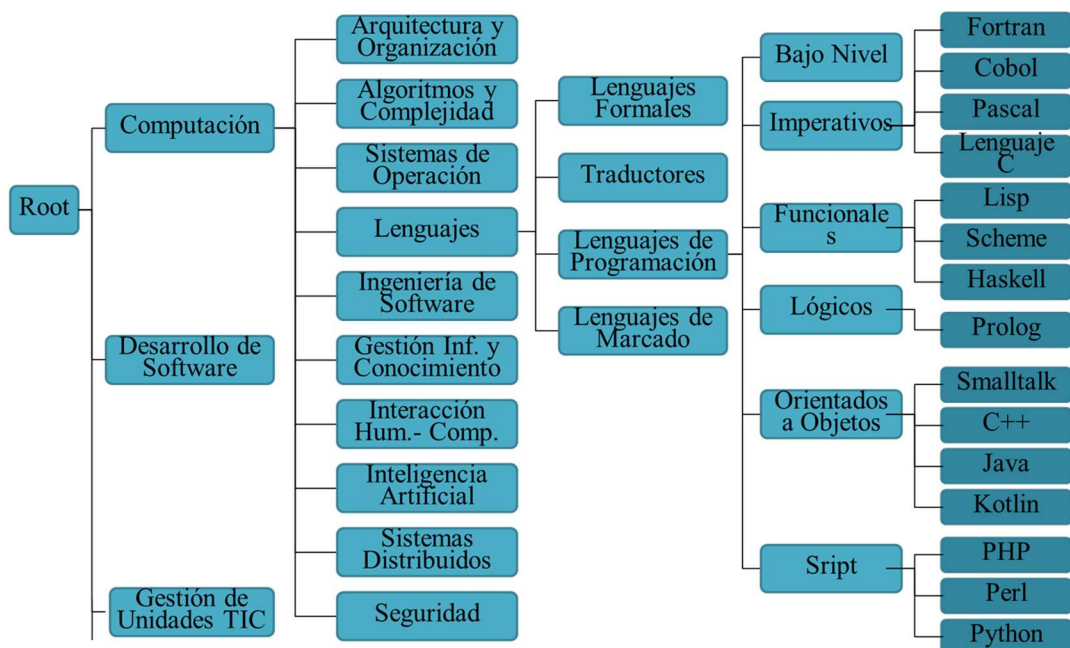 Root
Computación
Desarrollo de
Software
Gestión de
Unidades TIC
Arquitectura y
Organización
Algoritmos y
Complejidad
Sistemas de
Operación
Lenguajes
Ingeniería de
Software
Gestión Inf. y
Conocimiento
Interacción
Hum.- Comp.
Inteligencia
Artificial
Sistemas
Distribuidos
Seguridad
Lenguajes
Formales
Traductores
Lenguajes de
Programación
Lenguajes de
Marcado
Bajo Nivel
Imperativos
Funcionale
s
Lógicos
Orientados
a Objetos
Sript
Fortran
Cobol
Pascal
Lenguaje
C
Lisp
Scheme
Haskell
Prolog
Smalltalk
C++
Java
Kotlin
PHP
Perl
Python